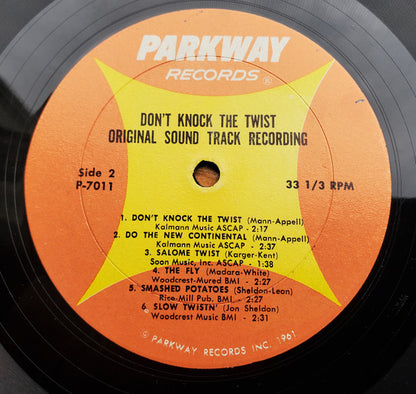 PARKWAY
RECORDS®
DON'T KNOCK THE TWIST
ORIGINAL SOUND TRACK RECORDING
Side 2
P-7011
33 1/3 RPM
1. DON'T KNOCK THE TWIST (Mann-Appell)
Kalmann Music ASCAP - 2:17
2. DO THE NEW CONTINENTAL (Mann-Appell)
Kalmann Music ASCAP - 2:37
3. SALOME TWIST (Karger-Kent)
Soon Music, Inc. ASCAP - 1:38
4. THE FLY (Madara-White)
Woodcrest-Mured BMI - 2:27
5. SMASHED POTATOES (Sheldon-Leon)
Rice Mill Pub. BMI - 2:27
6. SLOW TWISTN' (Jon Sheldon)
Woodcrest Music BMI - 2:31
© PARKWAY RECORDS INC. 1961